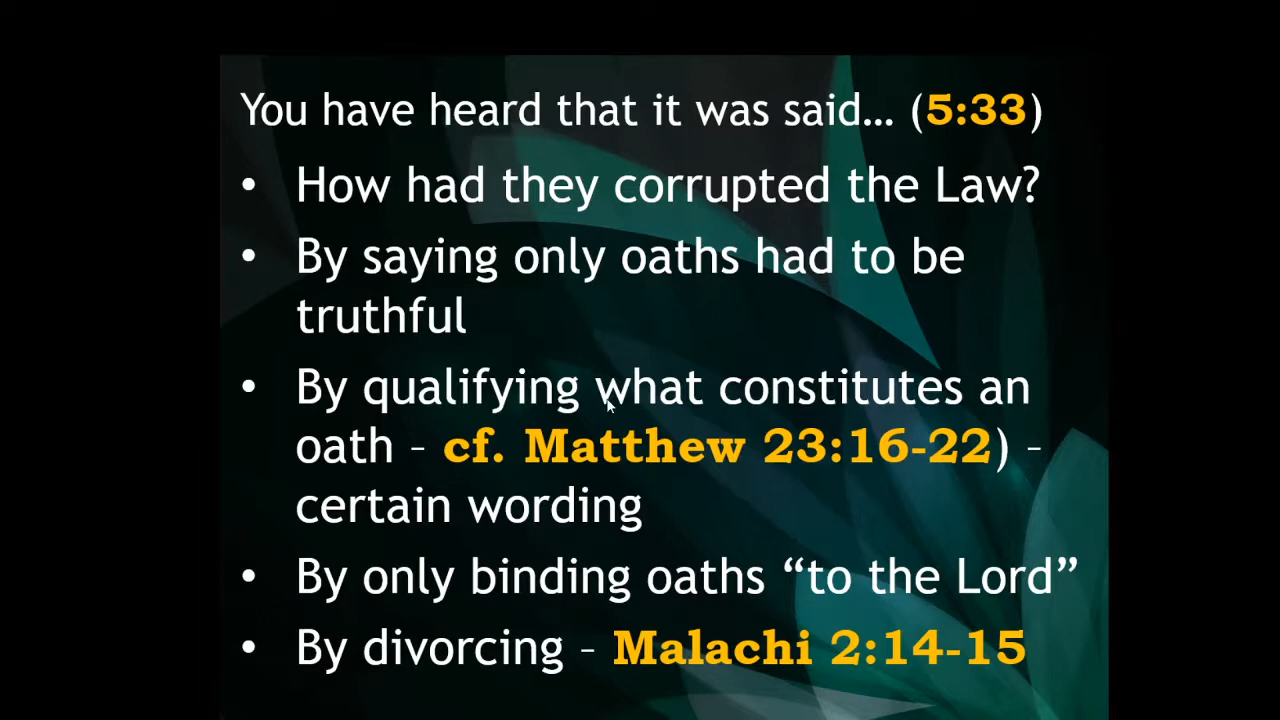 You have heard that it was said… (5:33)
• How had they corrupted the Law?
• By saying only oaths had to be
truthful
• By qualifying what constitutes an
oath – cf. Matthew 23:16-22) –
certain wording
• By only binding oaths “to the Lord”
• By divorcing – Malachi 2:14-15